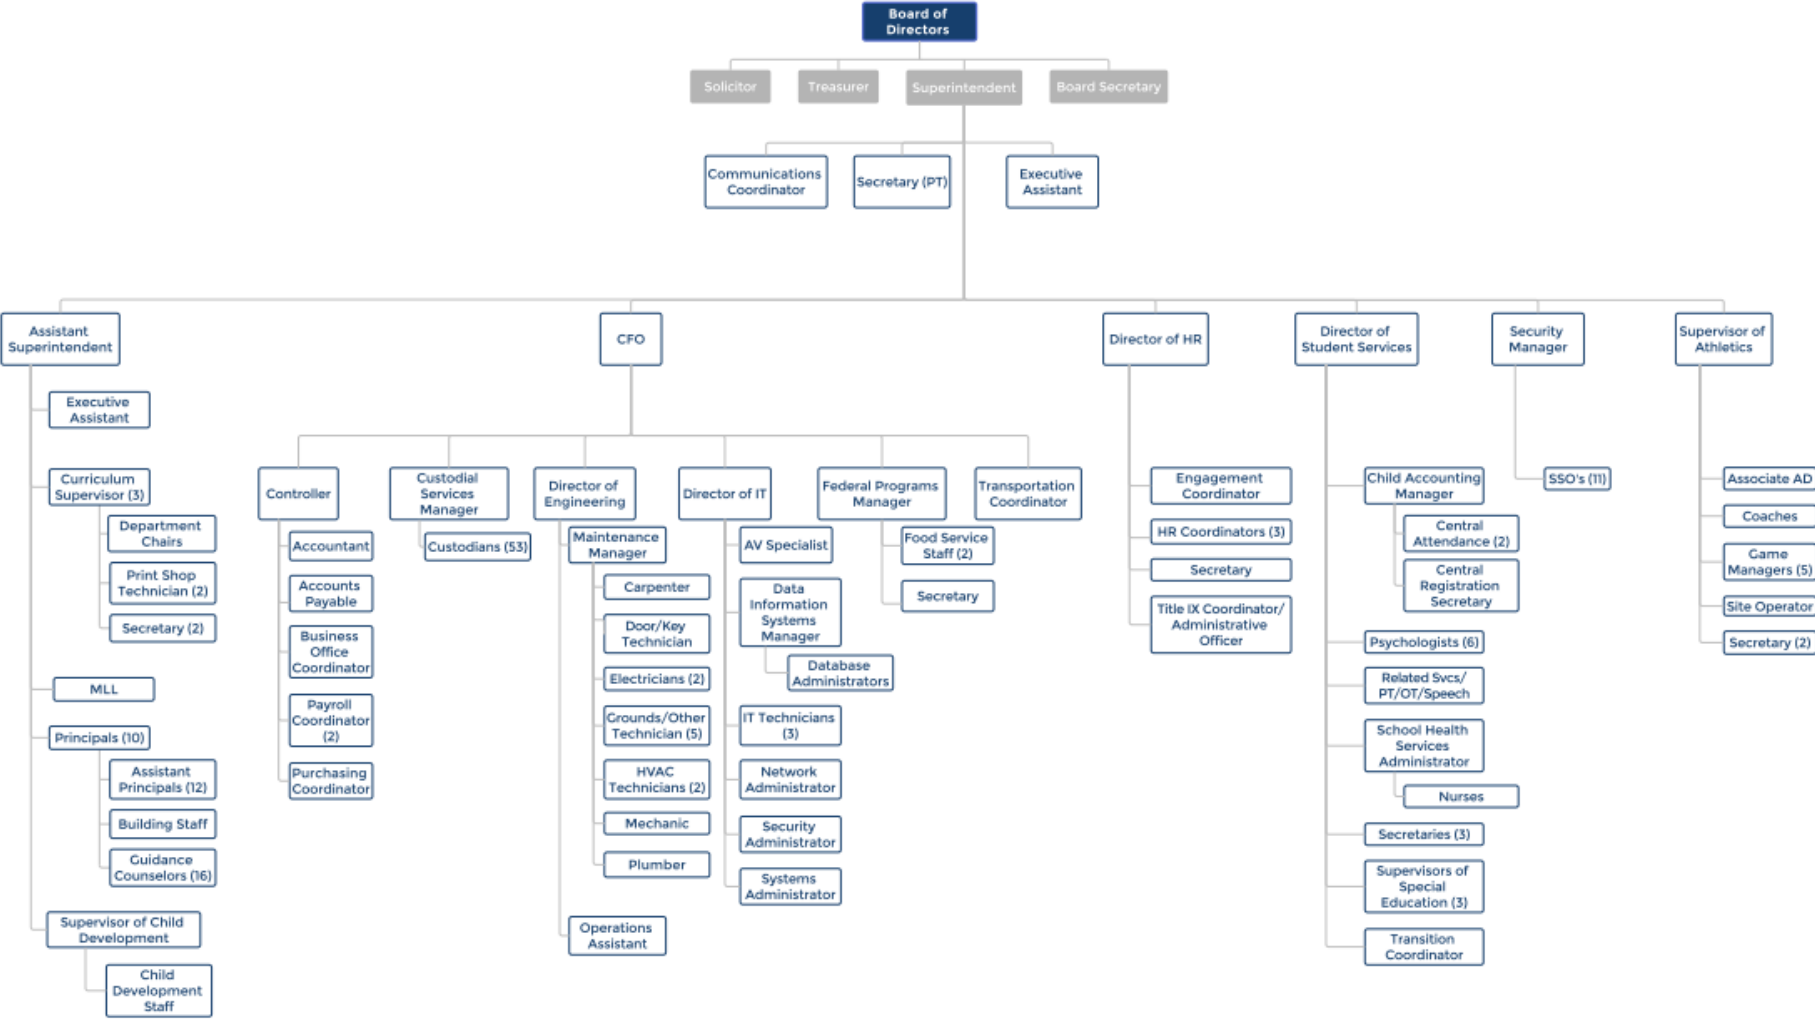 Board of
Directors
Solicitor
Treasurer
Superintendent
Board Secretary
Communications
Coordinator
Secretary (PT)
Executive
Assistant
Assistant
Superintendent
CFO
Director of HR
Director of
Student Services
Security
Manager
Supervisor of
Athletics
Executive
Assistant
Curriculum
Supervisor (3)
Department
Chairs
Print Shop
Technician (2)
Secretary (2)
MLL
Principals (10)
Assistant
Principals (12)
Building Staff
Guidance
Counselors (16)
Supervisor of Child
Development
Child
Development
Staff
Controller
Accountant
Accounts
Payable
Business
Office
Coordinator
Payroll
Coordinator
(2)
Purchasing
Coordinator
Custodial
Services
Manager
Custodians (53)
Director of
Engineering
Maintenance
Manager
Carpenter
Door/Key
Technician
Electricians (2)
Grounds/Other
Technician (5)
HVAC
Technicians (2)
Mechanic
Plumber
Operations
Assistant
Director of IT
AV Specialist
Data
Information
Systems
Manager
Database
Administrators
IT Technicians
(3)
Network
Administrator
Security
Administrator
Systems
Administrator
Federal Programs
Manager
Food Service
Staff (2)
Secretary
Transportation
Coordinator
Engagement
Coordinator
HR Coordinators (3)
Secretary
Title IX Coordinator/
Administrative
Officer
Child Accounting
Manager
Central
Attendance (2)
Central
Registration
Secretary
Psychologists (6)
Related Svcs/
PT/OT/Speech
School Health
Services
Administrator
Nurses
Secretaries (3)
Supervisors of
Special
Education (3)
Transition
Coordinator
SSO's (11)
Associate AD
Coaches
Game
Managers (5)
Site Operator
Secretary (2)